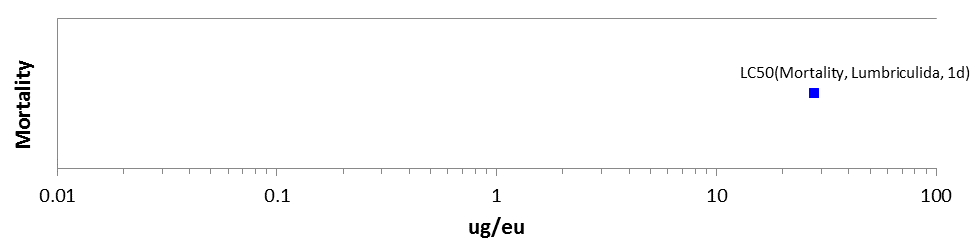 LC50(Mortality, Lumbriculida, 1d)
Mortality
0.01 0.1 1 10 100
ug/eu